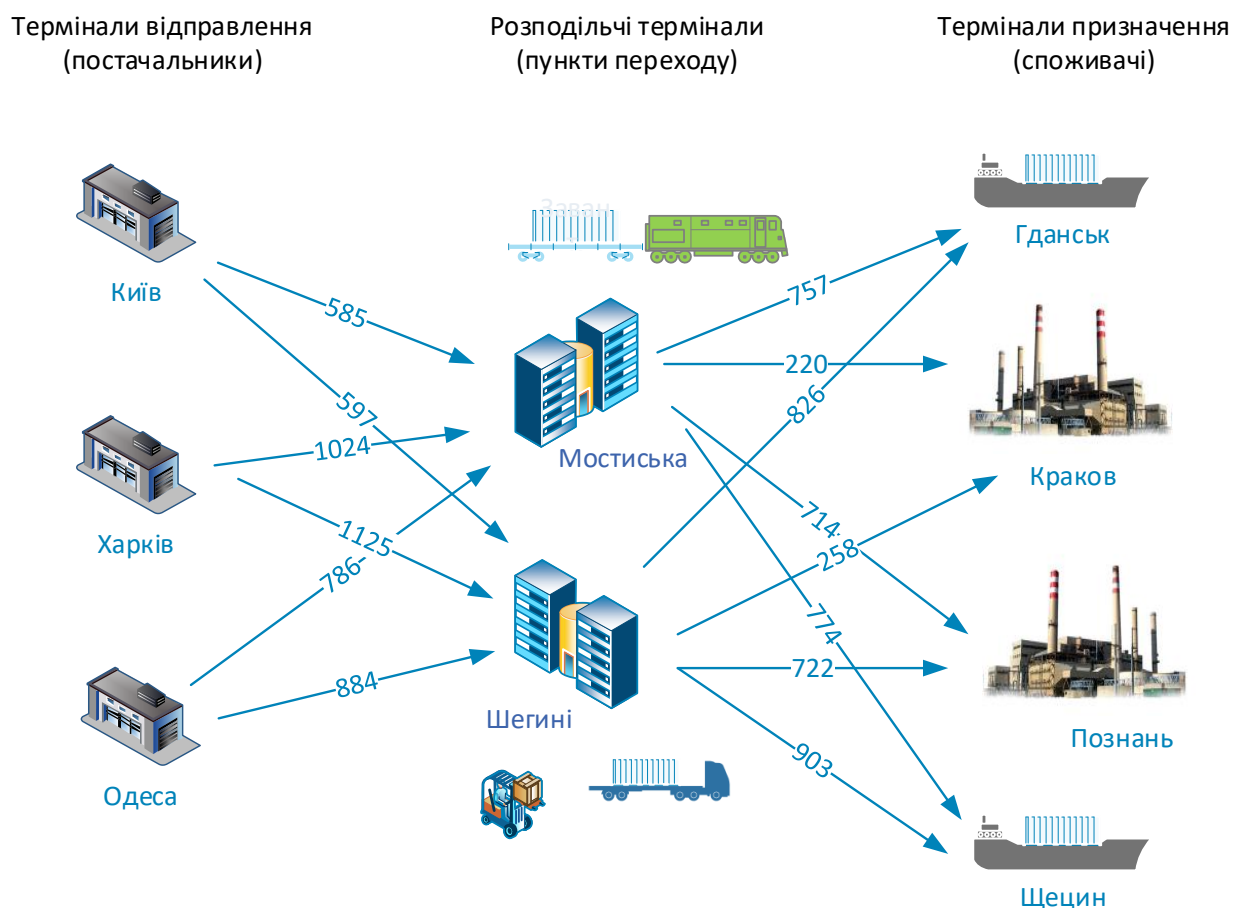 Термінали відправлення
(постачальники)
Розподільчі термінали
(пункти переходу)
Термінали призначення
(споживачі)
Заван
Гданськ
Київ
585
757
220
597
826
1024
Мостиська
Краков
Харків
1125
714
258
786
774
884
722
Шегині
903
Познань
Одеса
Щецин